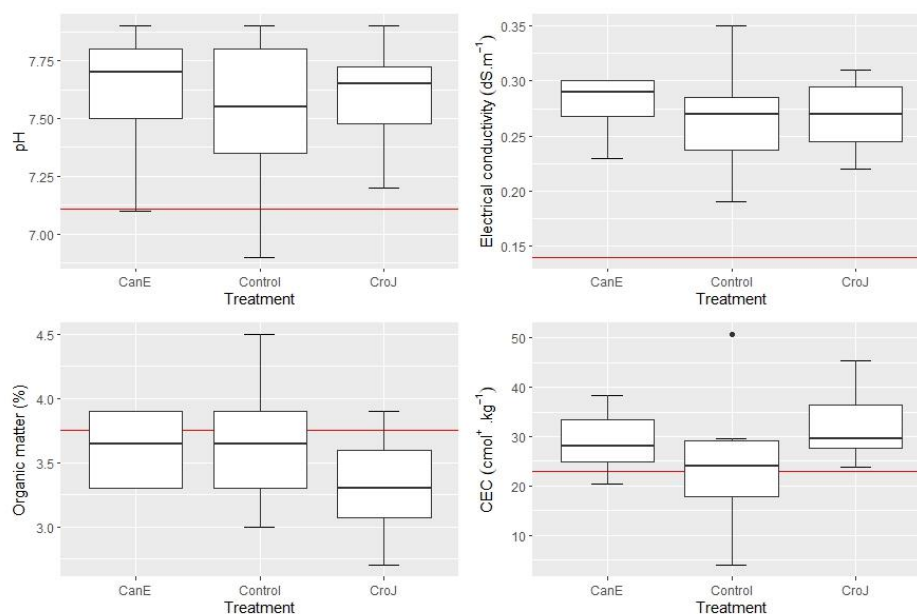 pH
7.75
7.50
7.25
7.00
CanE Control CroJ
Treatment
Electrical conductivity (dS.m⁻¹)
0.35
0.30
0.25
0.20
0.15
CanE Control CroJ
Treatment
Organic matter (%)
4.5
4.0
3.5
3.0
CanE Control CroJ
Treatment
CEC (cmol⁺ .kg⁻¹)
50
40
30
20
10
CanE Control CroJ
Treatment